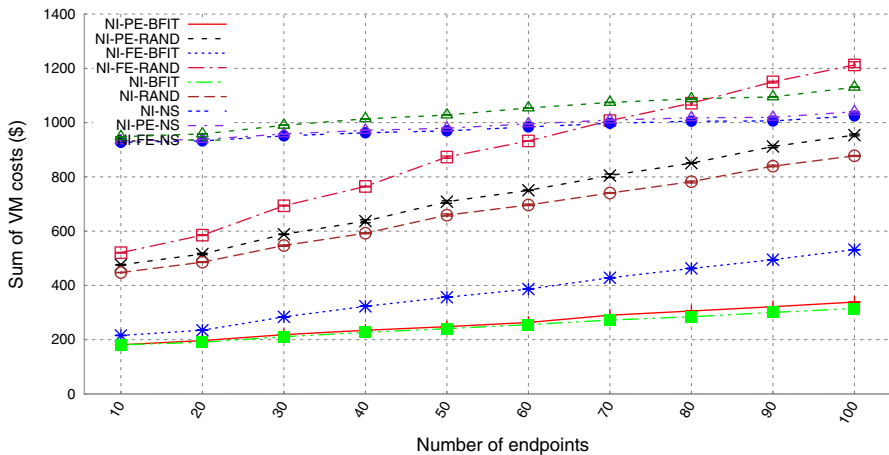 1400
1200
1000
800
600
400
200
0
Sum of VM costs ($)
NI-PE-BFIT
NI-PE-RAND
NI-FE-BFIT
NI-FE-RAND
NI-BFIT
NI-RAND
NI-NS
NI-PE-NS
NI-FE-NS
10
20
30
40
50
60
70
80
90
100
Number of endpoints